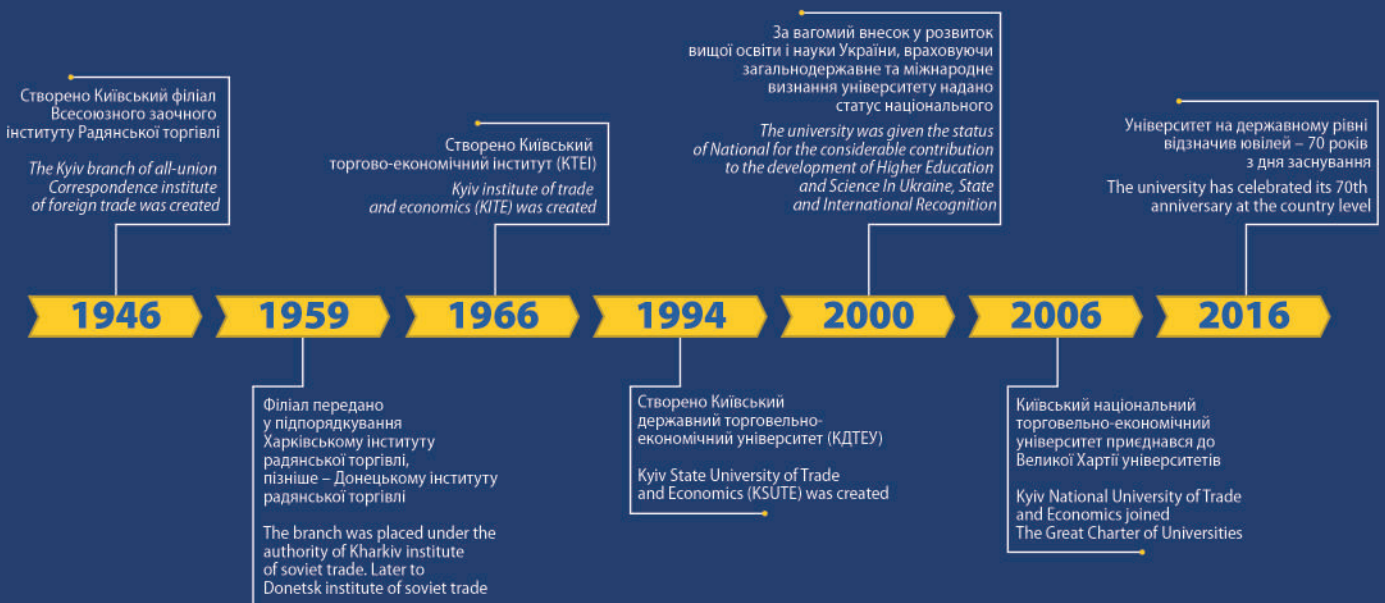 Створено Київський філіал
Всесоюзного заочного
інституту Радянської торгівлі
The Kyiv branch of all-union
Correspondence institute
of foreign trade was created
1946
1959
Філіал передано
у підпорядкування
Харківському інституту
радянської торгівлі,
пізніше – Донецькому інституту
радянської торгівлі
The branch was placed under the
authority of Kharkiv institute
of soviet trade. Later to
Donetsk institute of soviet trade
Створено Київський
торгово-економічний інститут (КТЕІ)
Kyiv institute of trade
and economics (KITE) was created
1966
1994
Створено Київський
державний торговельно-
економічний університет (КДТЕУ)
Kyiv State University of Trade
and Economics (KSUTE) was created
За вагомий внесок у розвиток
вищої освіти і науки України, враховуючи
загальнодержавне та міжнародне
визнання університету надано
статус національного
The university was given the status
of National for the considerable contribution
to the development of Higher Education
and Science In Ukraine, State
and International Recognition
2000
2006
Київський національний
торговельно-економічний
університет приєднався до
Великої Хартії університетів
Kyiv National University of Trade
and Economics joined
The Great Charter of Universities
Університет на державному рівні
відзначив ювілей – 70 років
з дня заснування
The university has celebrated its 70th
anniversary at the country level
2016